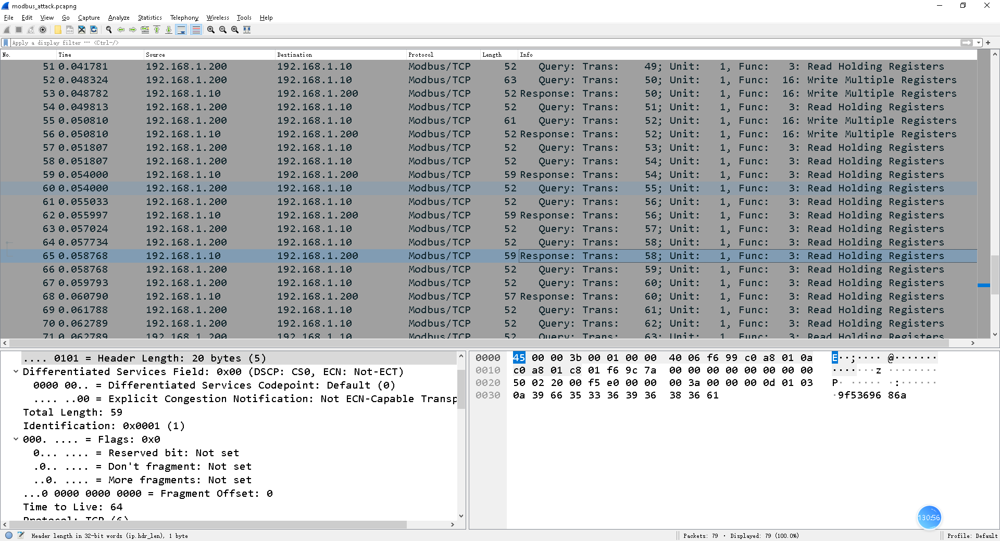 modbus_attack.pcapng
File Edit View Go Capture Analyze Statistics Telephony Wireless Tools Help
Apply a display filter … <Ctrl-/>
No. Time Source Destination Protocol Length Info
51 0.041781 192.168.1.200 192.168.1.10 Modbus/TCP 52 Query: Trans: 49; Unit: 1, Func: 3: Read Holding Registers
52 0.048324 192.168.1.200 192.168.1.10 Modbus/TCP 63 Query: Trans: 50; Unit: 1, Func: 16: Write Multiple Registers
53 0.048782 192.168.1.10 192.168.1.200 Modbus/TCP 52 Response: Trans: 50; Unit: 1, Func: 16: Write Multiple Registers
54 0.049813 192.168.1.200 192.168.1.10 Modbus/TCP 52 Query: Trans: 51; Unit: 1, Func: 3: Read Holding Registers
55 0.050810 192.168.1.200 192.168.1.10 Modbus/TCP 61 Query: Trans: 52; Unit: 1, Func: 16: Write Multiple Registers
56 0.050810 192.168.1.10 192.168.1.200 Modbus/TCP 52 Response: Trans: 52; Unit: 1, Func: 16: Write Multiple Registers
57 0.051807 192.168.1.200 192.168.1.10 Modbus/TCP 52 Query: Trans: 53; Unit: 1, Func: 3: Read Holding Registers
58 0.051807 192.168.1.200 192.168.1.10 Modbus/TCP 52 Query: Trans: 54; Unit: 1, Func: 3: Read Holding Registers
59 0.054000 192.168.1.10 192.168.1.200 Modbus/TCP 59 Response: Trans: 54; Unit: 1, Func: 3: Read Holding Registers
60 0.054000 192.168.1.200 192.168.1.10 Modbus/TCP 52 Query: Trans: 55; Unit: 1, Func: 3: Read Holding Registers
61 0.055033 192.168.1.200 192.168.1.10 Modbus/TCP 52 Query: Trans: 56; Unit: 1, Func: 3: Read Holding Registers
62 0.055997 192.168.1.10 192.168.1.200 Modbus/TCP 59 Response: Trans: 56; Unit: 1, Func: 3: Read Holding Registers
63 0.057024 192.168.1.200 192.168.1.10 Modbus/TCP 52 Query: Trans: 57; Unit: 1, Func: 3: Read Holding Registers
64 0.057734 192.168.1.200 192.168.1.10 Modbus/TCP 52 Query: Trans: 58; Unit: 1, Func: 3: Read Holding Registers
65 0.058768 192.168.1.10 192.168.1.200 Modbus/TCP 59 Response: Trans: 58; Unit: 1, Func: 3: Read Holding Registers
66 0.058768 192.168.1.200 192.168.1.10 Modbus/TCP 52 Query: Trans: 59; Unit: 1, Func: 3: Read Holding Registers
67 0.059793 192.168.1.200 192.168.1.10 Modbus/TCP 52 Query: Trans: 60; Unit: 1, Func: 3: Read Holding Registers
68 0.060790 192.168.1.10 192.168.1.200 Modbus/TCP 57 Response: Trans: 60; Unit: 1, Func: 3: Read Holding Registers
69 0.061788 192.168.1.200 192.168.1.10 Modbus/TCP 52 Query: Trans: 61; Unit: 1, Func: 3: Read Holding Registers
70 0.062789 192.168.1.200 192.168.1.10 Modbus/TCP 52 Query: Trans: 62; Unit: 1, Func: 3: Read Holding Registers
71 0.062789 192.168.1.200 192.168.1.10 Modbus/TCP 52 Query: Trans: 63; Unit: 1, Func: 3: Read Holding Registers
.... 0101 = Header Length: 20 bytes (5)
Differentiated Services Field: 0x00 (DSCP: CS0, ECN: Not-ECT)
0000 00.. = Differentiated Services Codepoint: Default (0)
.... ..00 = Explicit Congestion Notification: Not ECN-Capable Transp
Total Length: 59
Identification: 0x0001 (1)
000. .... = Flags: 0x0
0... .... = Reserved bit: Not set
.0.. .... = Don't fragment: Not set
..0. .... = More fragments: Not set
...0 0000 0000 0000 = Fragment Offset: 0
Time to Live: 64
Protocol: TCP (6)
0000 45 00 00 3b 00 01 00 00 40 06 f6 99 c0 a8 01 0a E··;···· @·······
0010 c0 a8 01 c8 01 f6 9c 7a 00 00 00 00 00 00 00 00 ·······z ········
0020 50 02 20 00 f5 e0 00 00 00 3a 00 00 00 0d 01 03 P· ····· ·:······
0030 0a 39 66 35 33 36 39 36 38 36 61 ·9f53696 86a
130:56
Header length in 32-bit words (ip.hdr_len), 1 byte
Packets: 79 · Displayed: 79 (100.0%)
Profile: Default